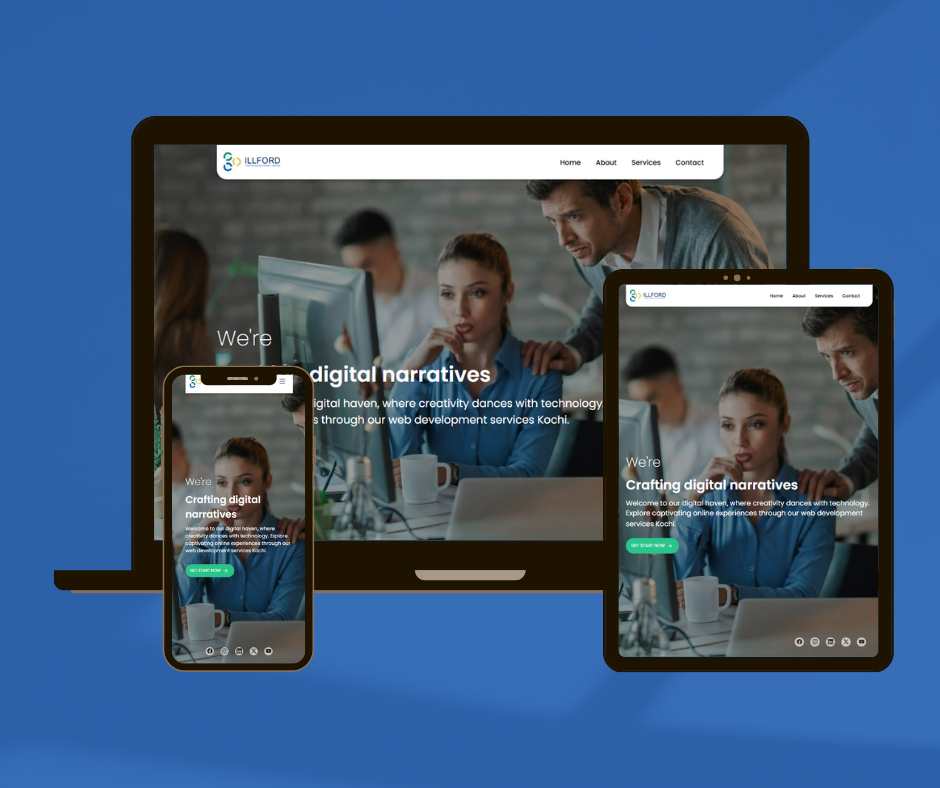 ILLFORD
Home About Services Contact
We're
digital narratives
igital haven, where creativity dances with technology.
s through our web development services Kochi.
We're
Crafting digital
narratives
Welcome to our digital haven, where
creativity dances with technology. Explore
captivating online experiences through our
web development services Kochi.
GET START NOW →
ILLFORD
Home About Services Contact
We're
Crafting digital narratives
Welcome to our digital haven, where creativity dances with technology.
Explore captivating online experiences through our web development
services Kochi.
GET START NOW →